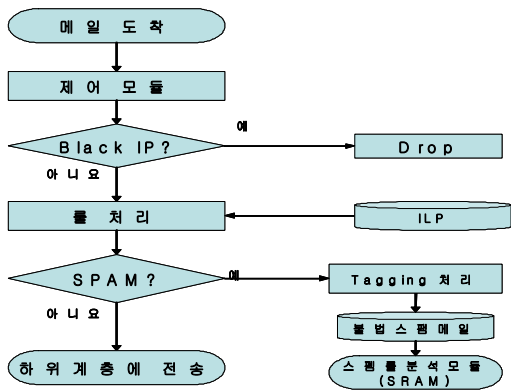 메일 도착
제어모듈
Black IP?
예
Drop
아니요
룰 처리
ILP
SPAM?
예
Tagging 처리
아니요
불법스팸메일
하위계층에 전송
스팸룰분석모듈
(SRAM)